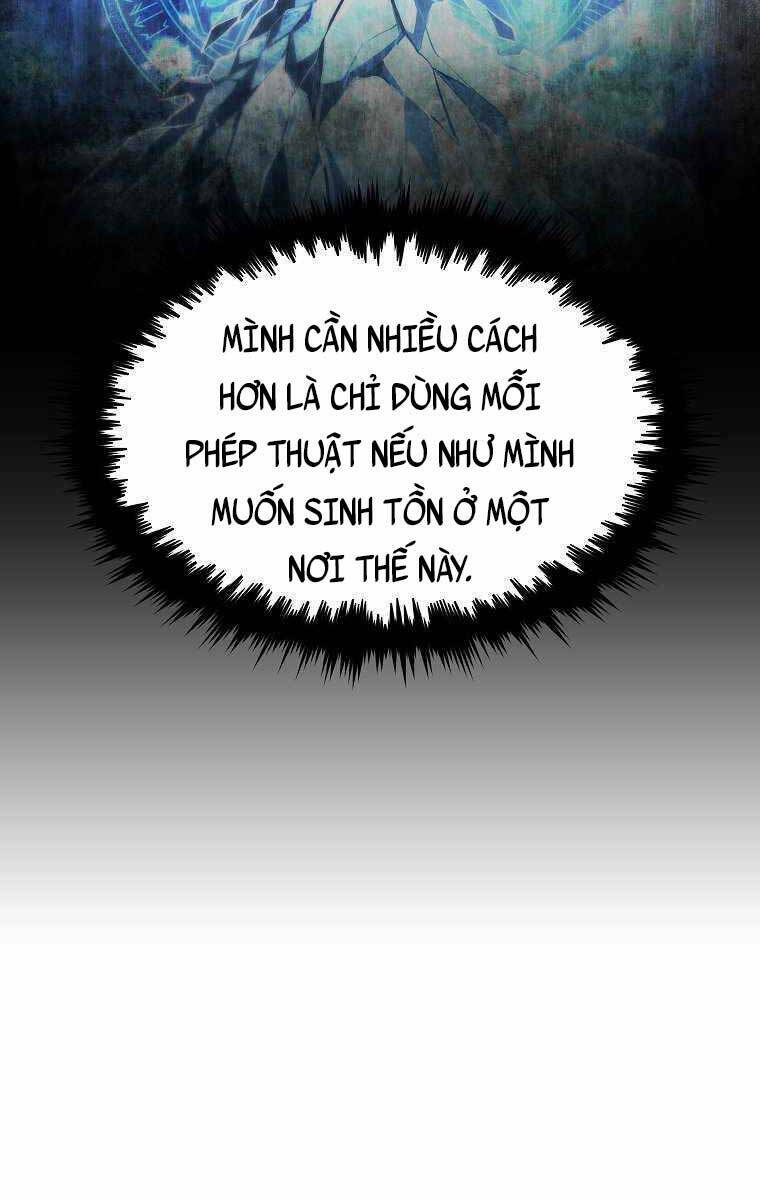 MÌNH CẦN NHIỀU CÁCH
HƠN LÀ CHỈ DÙNG MỖI
PHÉP THUẬT NẾU NHƯ MÌNH
MUỐN SINH TỒN Ở MỘT
NƠI THẾ NÀY.